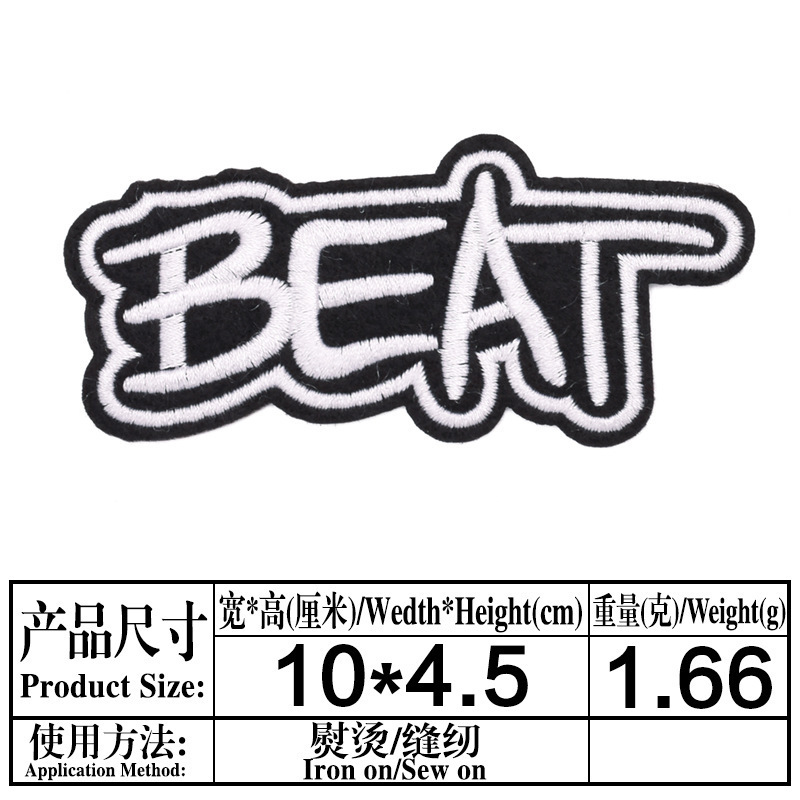 BEAT
产品尺寸
Product Size:
宽*高(厘米)/Wedth*Height(cm)
重量(克)/Weight(g)
10*4.5
1.66
使用方法:
Application Method:
熨烫/缝纫
Iron on/Sew on